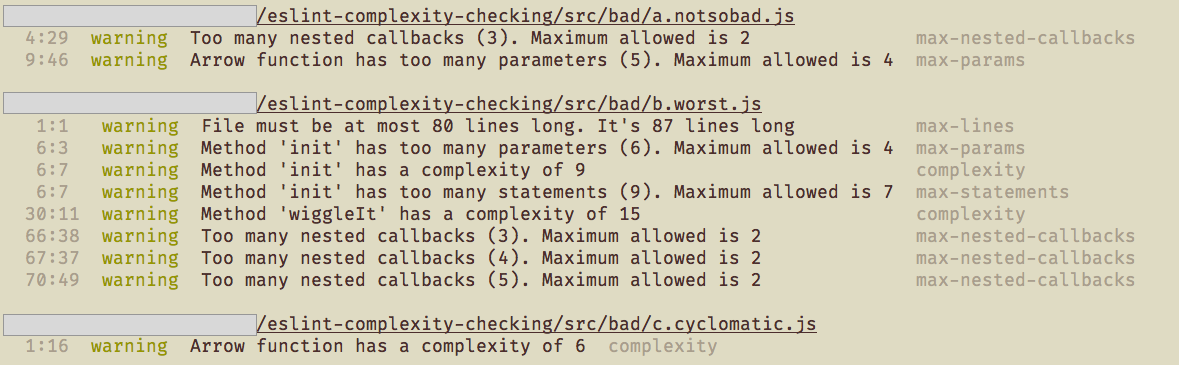 /eslint-complexity-checking/src/bad/a.notsobad.js
4:29 warning Too many nested callbacks (3). Maximum allowed is 2 max-nested-callbacks
9:46 warning Arrow function has too many parameters (5). Maximum allowed is 4 max-params
/eslint-complexity-checking/src/bad/b.worst.js
1:1 warning File must be at most 80 lines long. It's 87 lines long max-lines
6:3 warning Method 'init' has too many parameters (6). Maximum allowed is 4 max-params
6:7 warning Method 'init' has a complexity of 9 complexity
6:7 warning Method 'init' has too many statements (9). Maximum allowed is 7 max-statements
30:11 warning Method 'wiggleIt' has a complexity of 15 complexity
66:38 warning Too many nested callbacks (3). Maximum allowed is 2 max-nested-callbacks
67:37 warning Too many nested callbacks (4). Maximum allowed is 2 max-nested-callbacks
70:49 warning Too many nested callbacks (5). Maximum allowed is 2 max-nested-callbacks
/eslint-complexity-checking/src/bad/c.cyclomatic.js
1:16 warning Arrow function has a complexity of 6 complexity